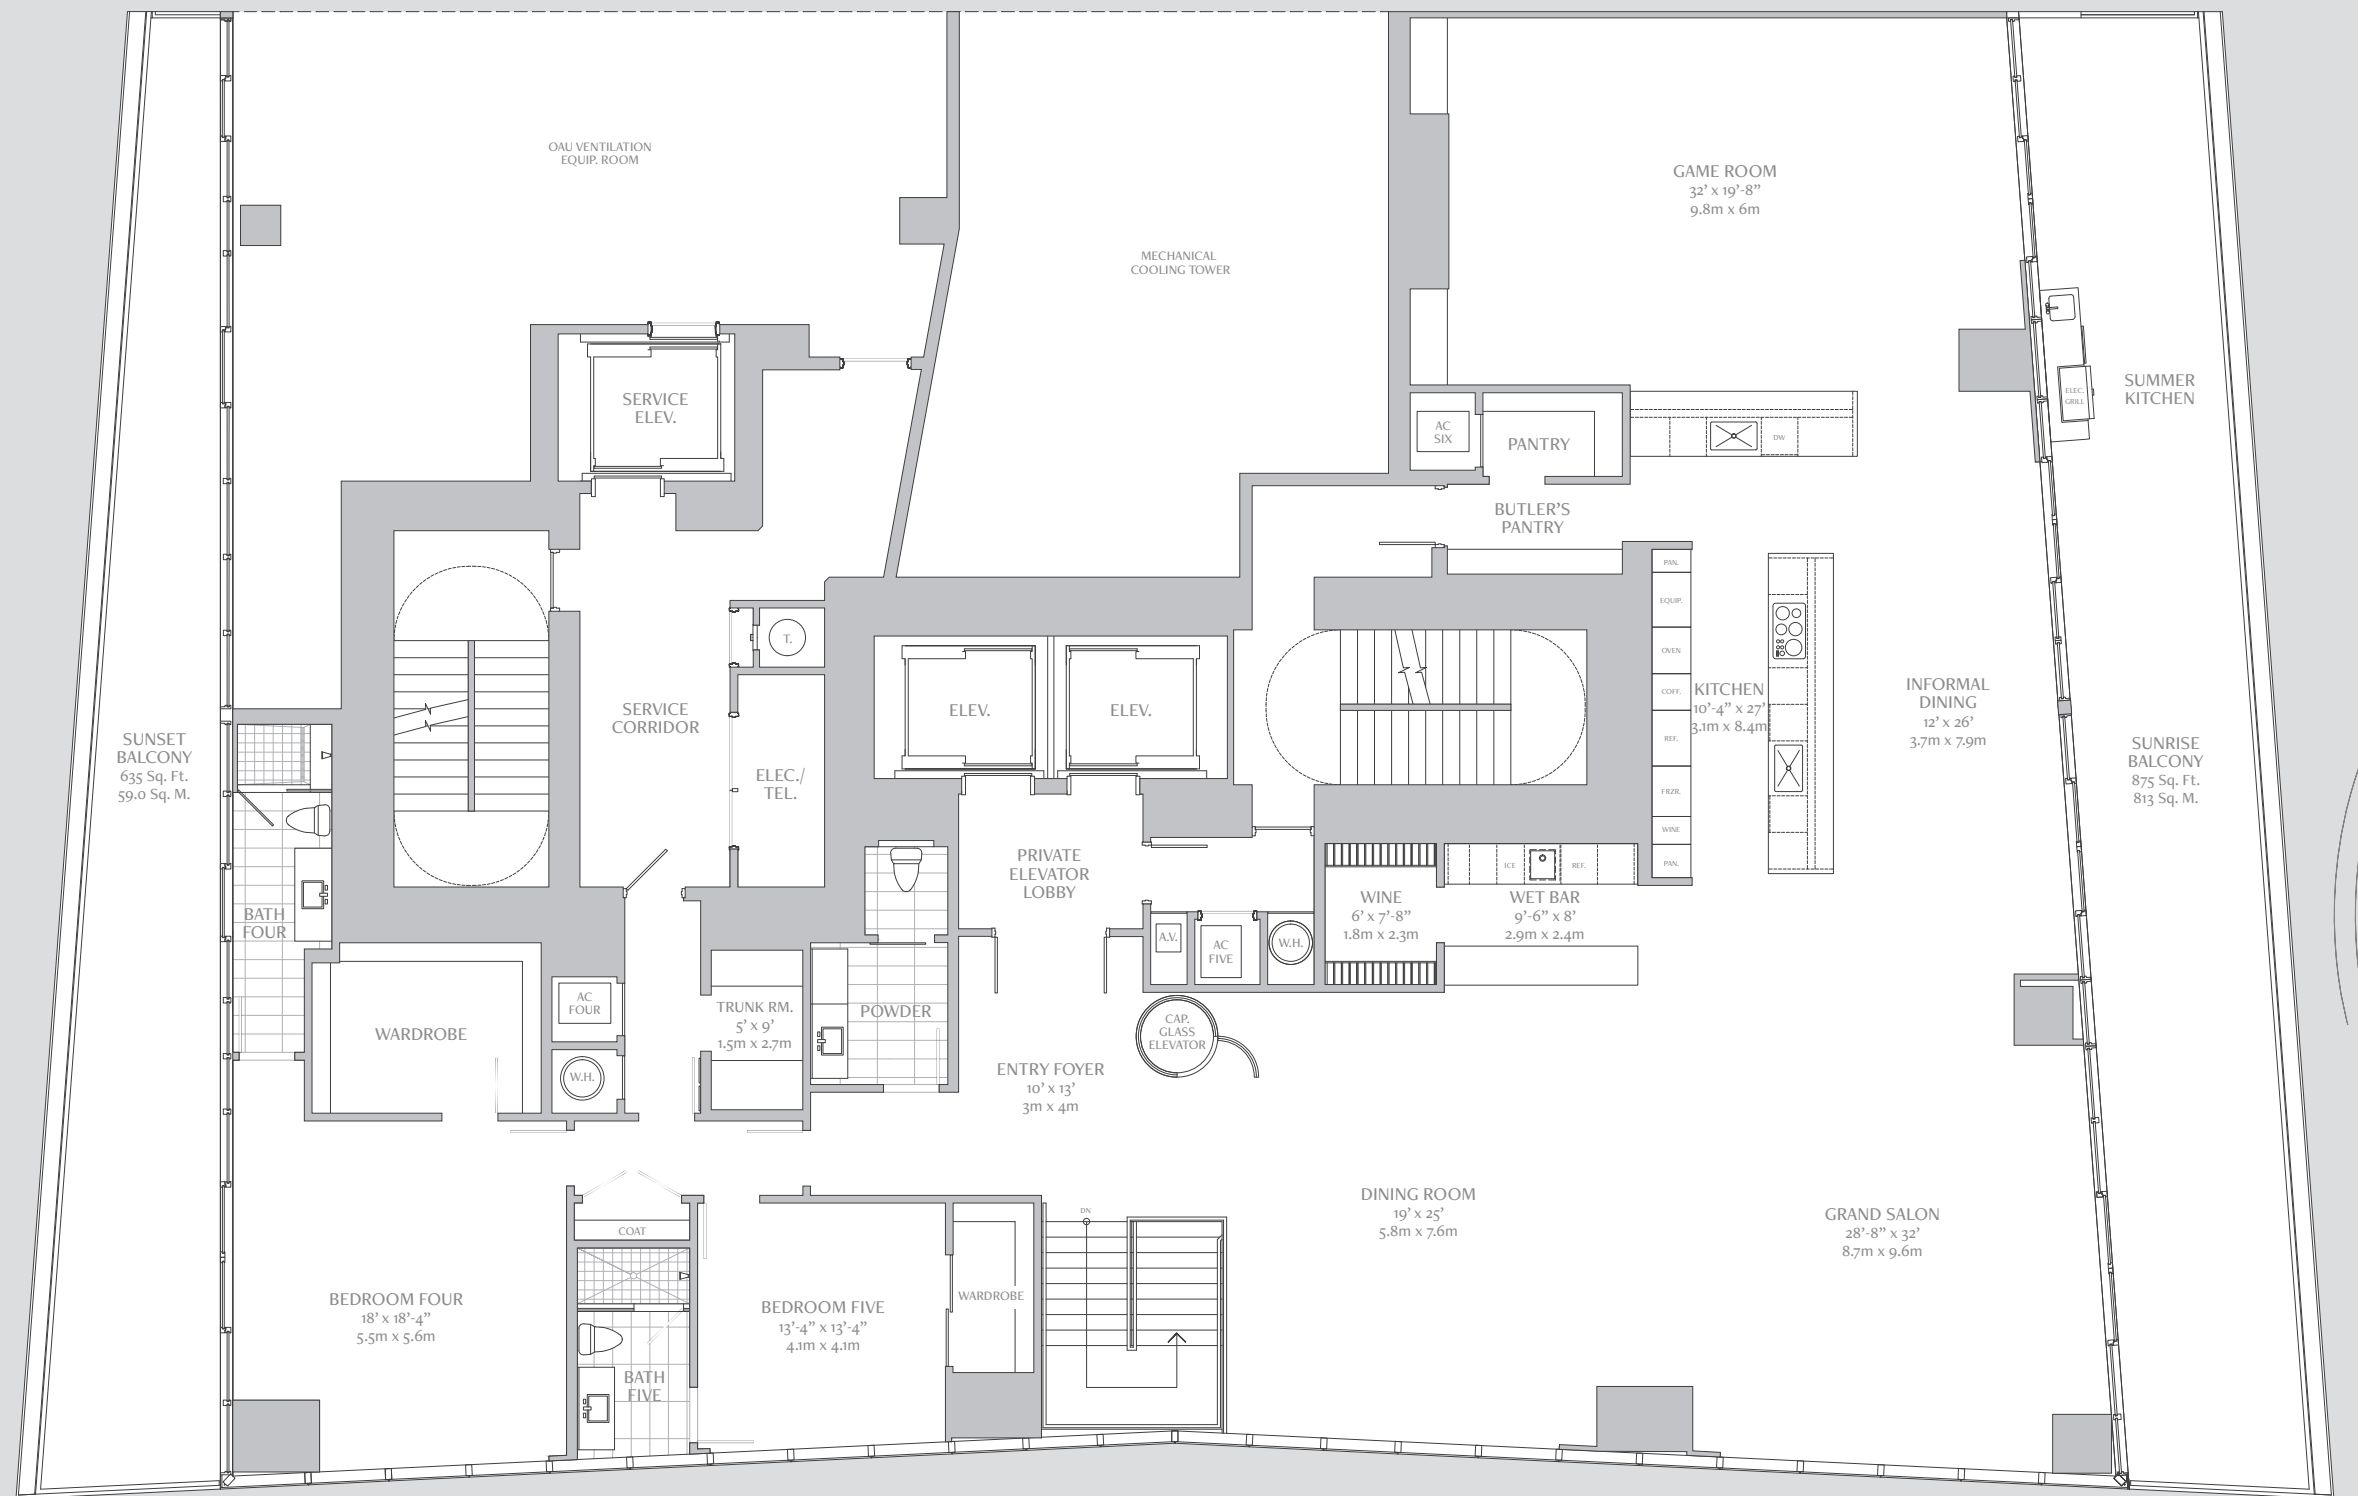 OAU VENTILATION
EQUIP. ROOM
MECHANICAL
COOLING TOWER
GAME ROOM
32' x 19'-8"
9.8m x 6m
SERVICE
ELEV.
SUMMER
KITCHEN
ELEC.
GRILL
AC
SIX
PANTRY
DW
BUTLER'S
PANTRY
PAN.
EQUIP.
OVEN
COFF.
REF.
FRZR.
WINE
PAN.
KITCHEN
10'-4" x 27'
3.1m x 8.4m
INFORMAL
DINING
12' x 26'
3.7m x 7.9m
SUNRISE
BALCONY
875 Sq. Ft.
813 Sq. M.
SUNSET
BALCONY
635 Sq. Ft.
59.0 Sq. M.
T.
SERVICE
CORRIDOR
ELEC./
TEL.
ELEV.
ELEV.
PRIVATE
ELEVATOR
LOBBY
ICE
REF.
WINE
6' x 7'-8"
1.8m x 2.3m
WET BAR
9'-6" x 8'
2.9m x 2.4m
A.V.
AC
FIVE
W.H.
BATH
FOUR
WARDROBE
AC
FOUR
W.H.
TRUNK RM.
5' x 9'
1.5m x 2.7m
POWDER
CAP.
GLASS
ELEVATOR
ENTRY FOYER
10' x 13'
3m x 4m
COAT
DN
DINING ROOM
19' x 25'
5.8m x 7.6m
GRAND SALON
28'-8" x 32'
8.7m x 9.6m
BEDROOM FOUR
18' x 18'-4"
5.5m x 5.6m
BATH
FIVE
BEDROOM FIVE
13'-4" x 13'-4"
4.1m x 4.1m
WARDROBE